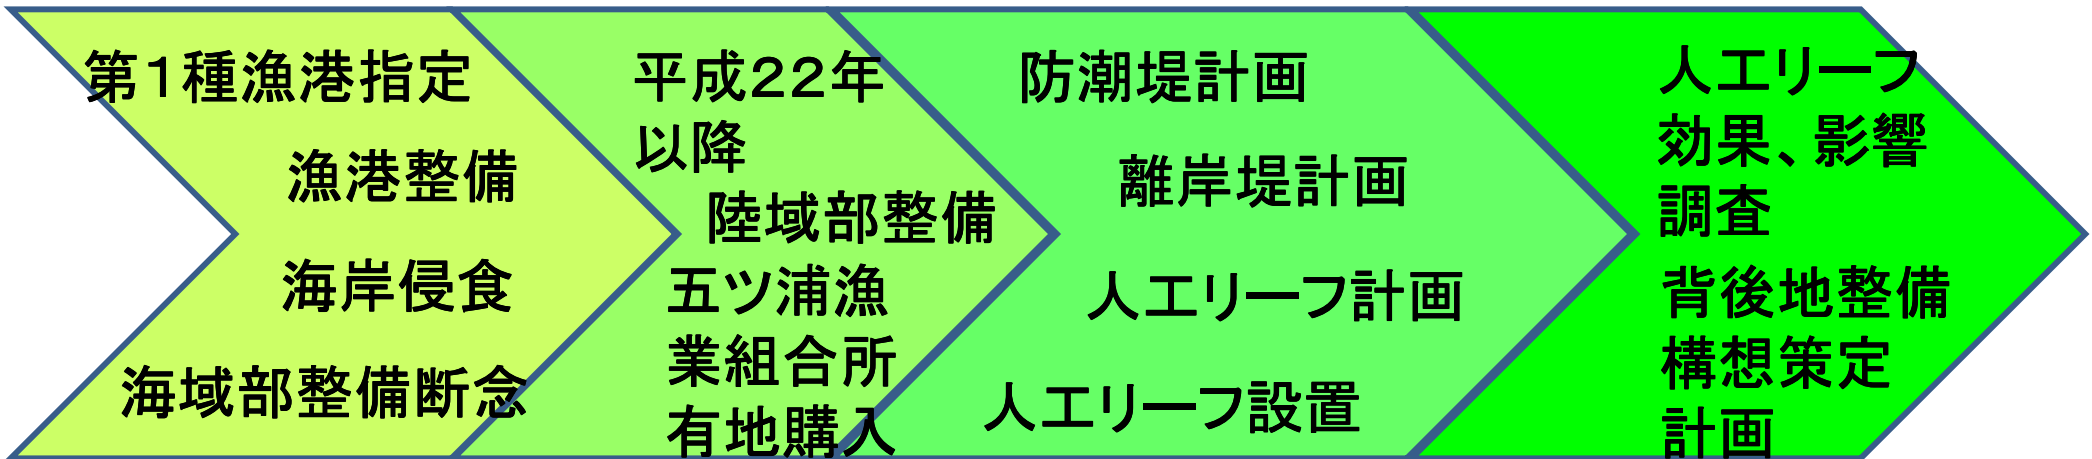 第１種漁港指定
漁港整備
海岸侵食
海域部整備断念
平成２２年
以降
陸域部整備
五ツ浦漁
業組合所
有地購入
防潮堤計画
離岸堤計画
人工リーフ計画
人工リーフ設置
人工リーフ
効果、影響
調査
背後地整備
構想策定
計画